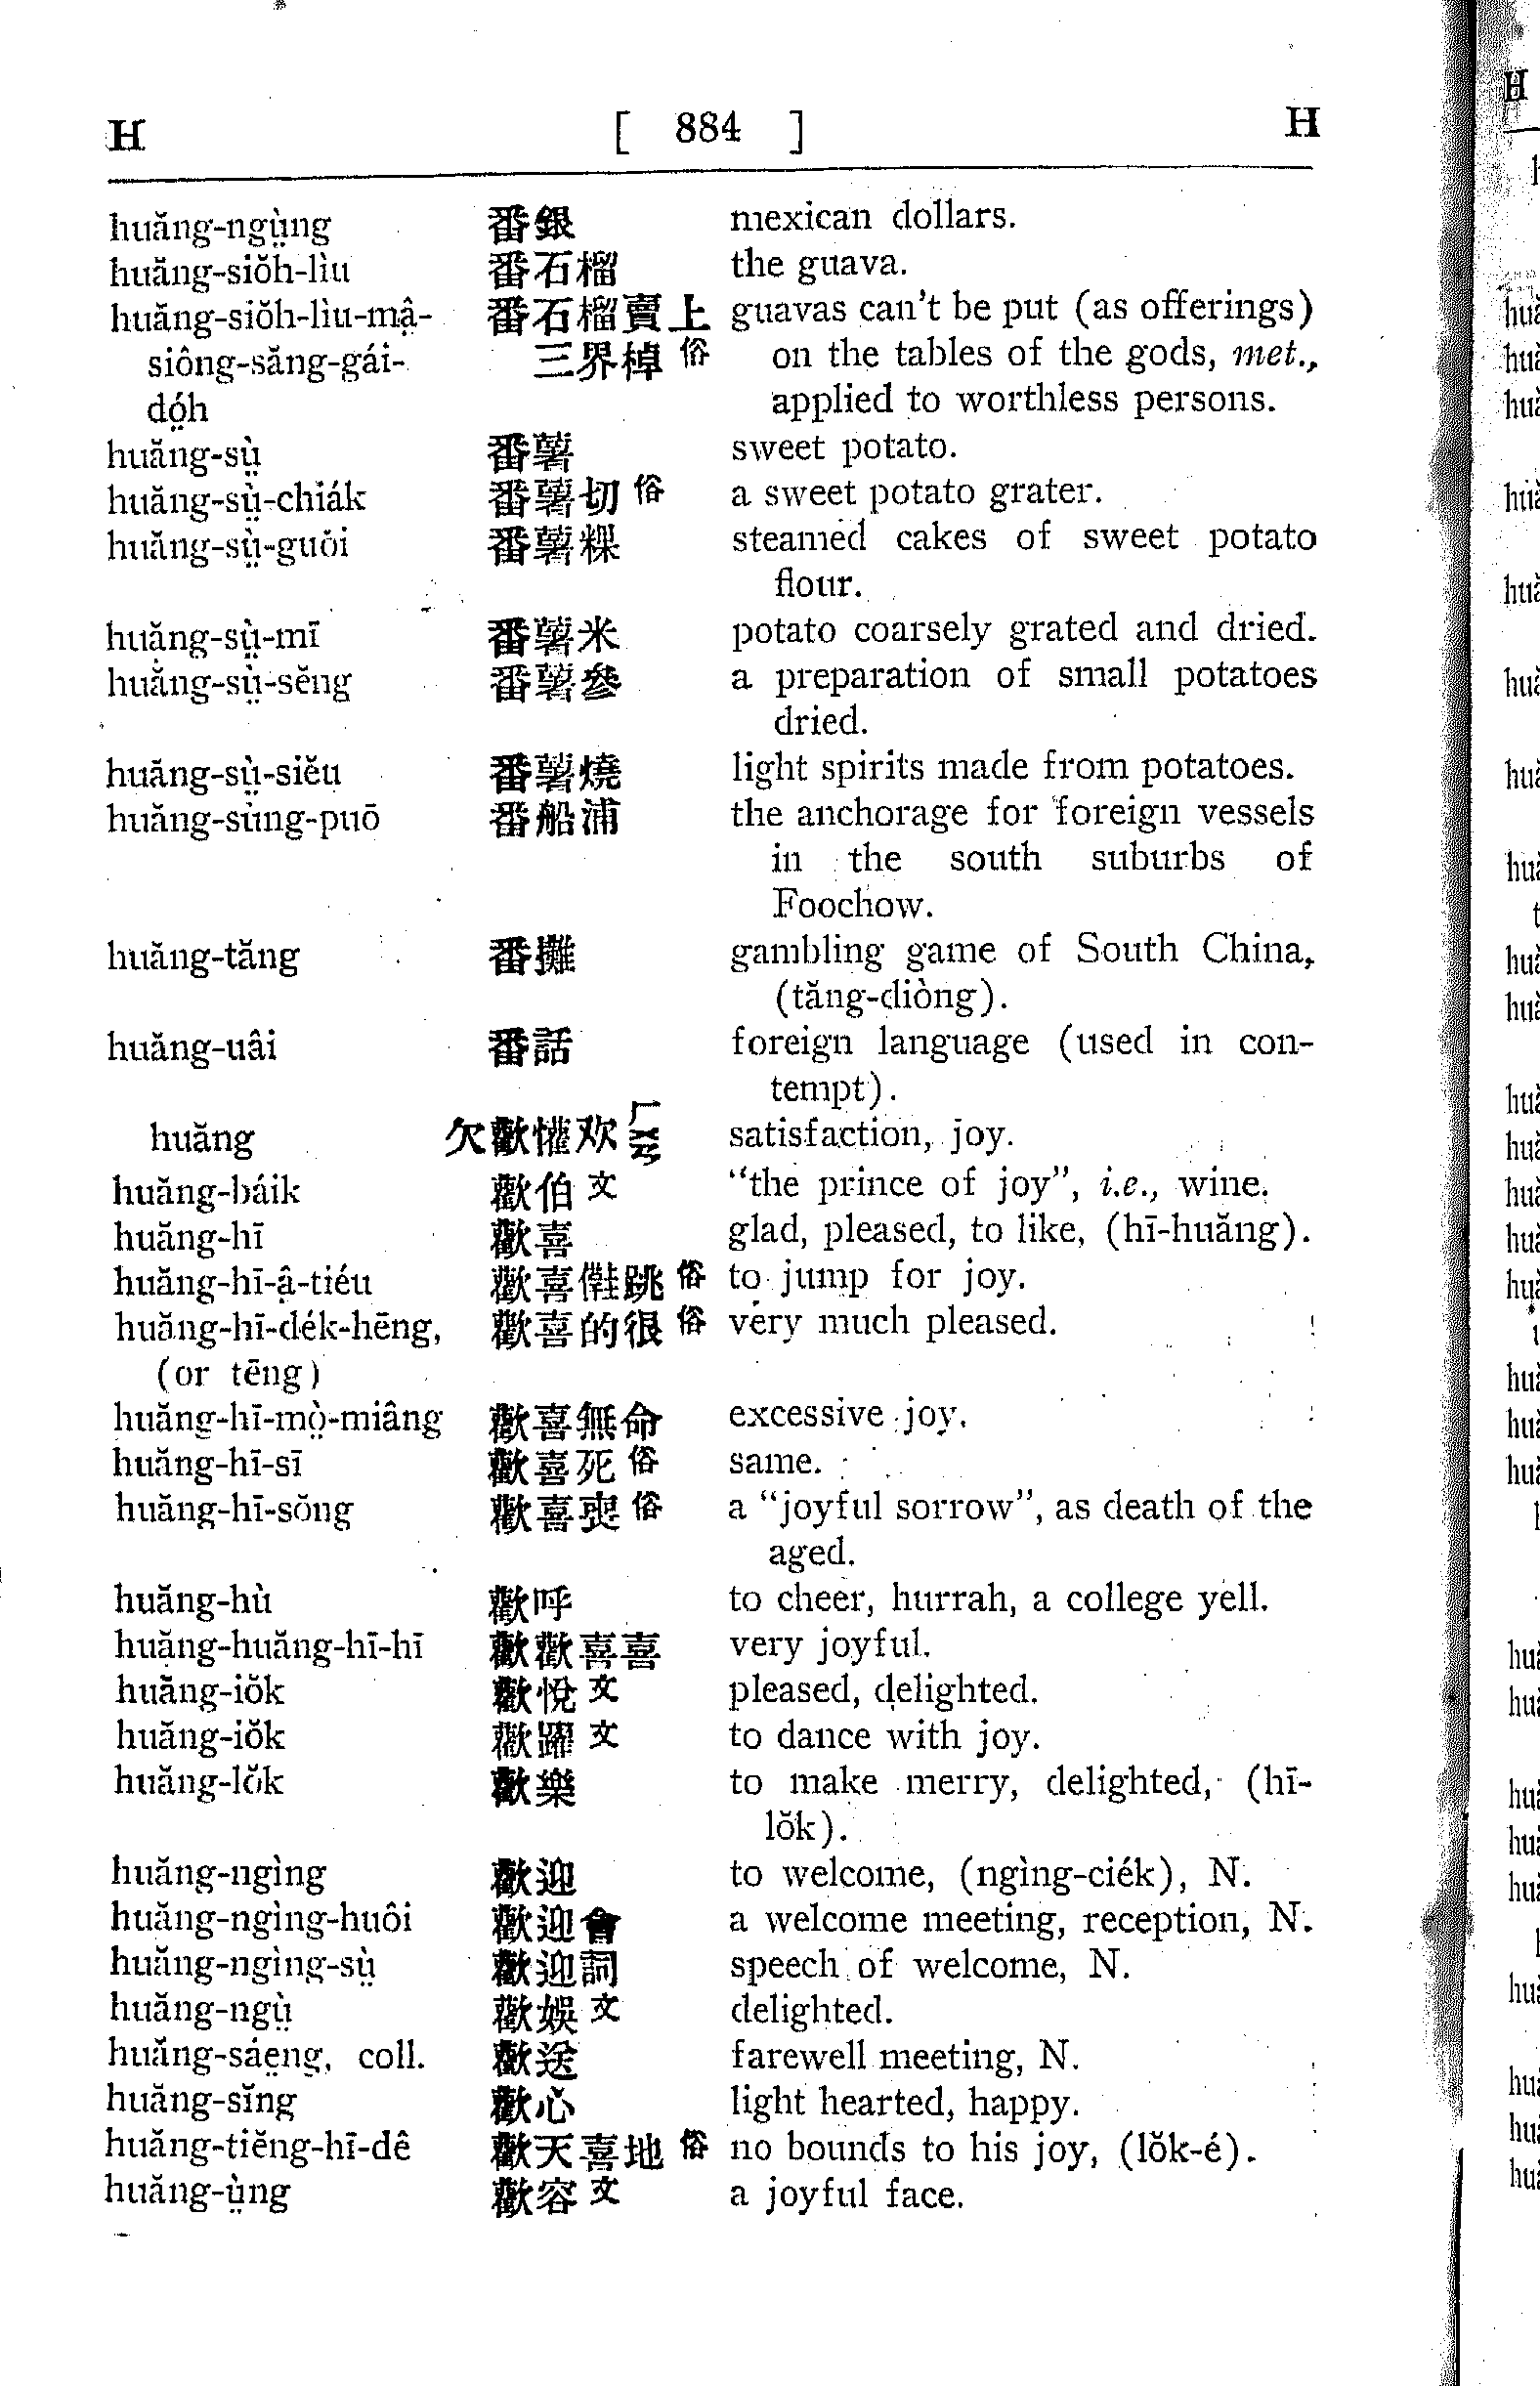 H [ 884 ] H
huăng-ngṳ̀ng 番銀 mexican dollars.
huăng-siŏh-lìu 番石榴 the guava.
huăng-siŏh-lìu-mậ- 番石榴賣上 guavas can't be put (as offerings)
siông-săng-gái- 三界棹 俗 on the tables of the gods, met.,
dó̤h applied to worthless persons.
huăng-sṳ̀ 番薯 sweet potato.
huăng-sṳ̀-chiák 番薯切 俗 a sweet potato grater.
huăng-sṳ̀-guōi 番薯粿 steamed cakes of sweet potato
flour.
huăng-sṳ̀-mī 番薯米 potato coarsely grated and dried.
huăng-sṳ̀-sĕng 番薯參 a preparation of small potatoes
dried.
huăng-sṳ̀-siĕu 番薯燒 light spirits made from potatoes.
huăng-sùng-puō 番船浦 the anchorage for foreign vessels
in the south suburbs of
Foochow.
huăng-tăng 番攤 gambling game of South China,
(tăng-diòng).
huăng-uâi 番話 foreign language (used in con-
tempt).
huăng 欠歡懽欢 ㄏㄨㄢ satisfaction, joy.
huăng-báik 歡伯 文 "the prince of joy", i.e., wine.
huăng-hī 歡喜 glad, pleased, to like, (hī-huăng).
huăng-hī-ậ-tiéu 歡喜㒲跳 俗 to jump for joy.
huăng-hī-dék-hēng, 歡喜的很 俗 very much pleased.
(or tēng)
huăng-hī-mò̤-miâng 歡喜無命 excessive joy.
huăng-hī-sī 歡喜死 俗 same.
huăng-hī-sŏng 歡喜喪 俗 a "joyful sorrow", as death of the
aged.
huăng-hù 歡呼 to cheer, hurrah, a college yell.
huăng-huăng-hī-hī 歡歡喜喜 very joyful.
huăng-iŏk 歡悅 文 pleased, delighted.
huăng-iŏk 歡躍 文 to dance with joy.
huăng-lŏk 歡樂 to make merry, delighted, (hī-
lŏk).
huăng-ngìng 歡迎 to welcome, (ngìng-ciék), N.
huăng-ngìng-huôi 歡迎會 a welcome meeting, reception, N.
huăng-ngìng-sṳ̀ 歡迎詞 speech of welcome, N.
huăng-ngṳ̀ 歡娛 文 delighted.
huăng-sáe̤ng, coll. 歡送 farewell meeting, N.
huăng-sĭng 歡心 light hearted, happy.
huăng-tiĕng-hī-dê 歡天喜地 俗 no bounds to his joy, (lŏk-é).
huăng-ṳ̀ng 歡容 文 a joyful face.